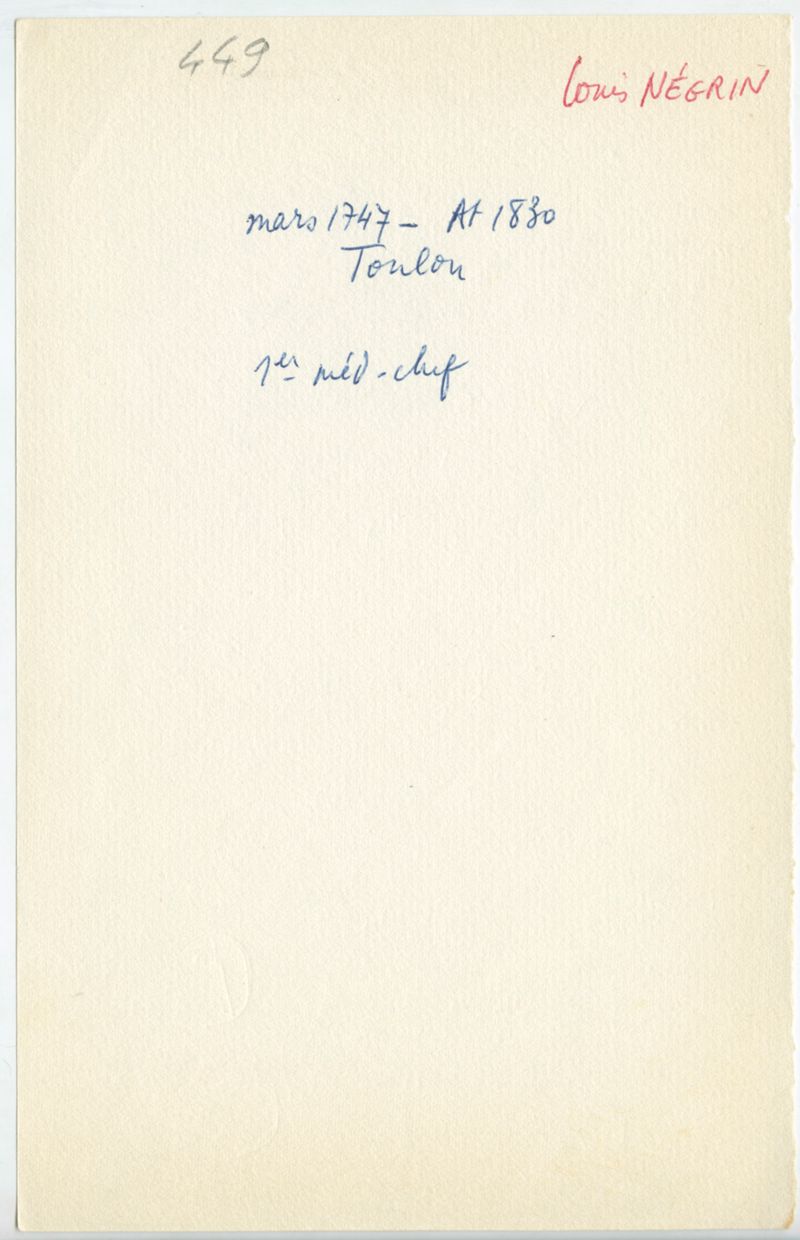 449
Louis NÉGRIN
mars 1747 - At 1830
Toulon
1er méd-chef